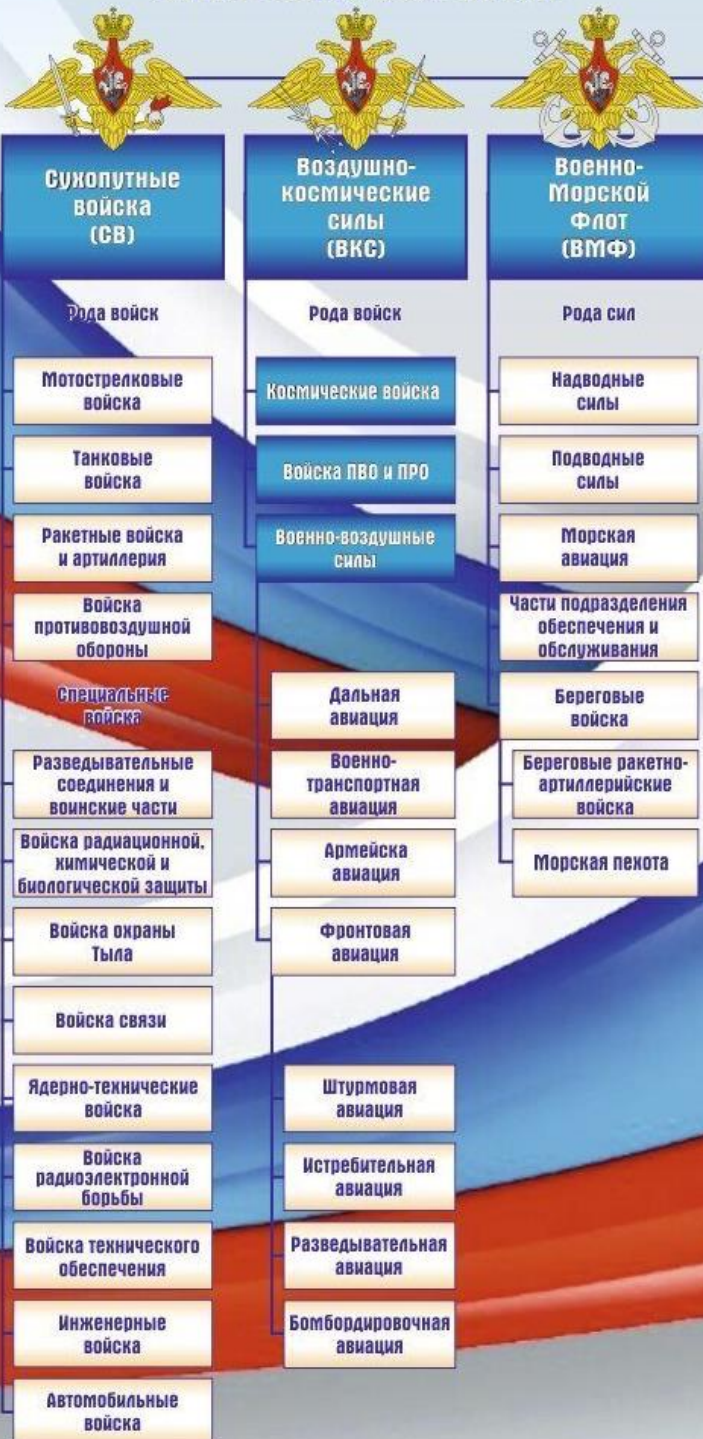 Сухопутные
войска
(СВ)
Рода войск
Мотострелковые
войска
Танковые
войска
Ракетные войска
и артиллерия
Войска
противовоздушной
обороны
Специальные
войска
Разведывательные
соединения и
воинские части
Войска радиационной,
химической и
биологической защиты
Войска охраны
Тыла
Войска связи
Ядерно-технические
войска
Войска
радиоэлектронной
борьбы
Войска технического
обеспечения
Инженерные
войска
Автомобильные
войска
Воздушно-
космические
силы
(ВКС)
Рода войск
Космические войска
Войска ПВО и ПРО
Военно-воздушные
силы
Дальная
авиация
Военно-
транспортная
авиация
Армейска
авиация
Фронтовая
авиация
Штурмовая
авиация
Истребительная
авиация
Разведывательная
авиация
Бомбордировочная
авиация
Военно-
Морской
Флот
(ВМФ)
Рода сил
Надводные
силы
Подводные
силы
Морская
авиация
Части подразделения
обеспечения и
обслуживания
Береговые
войска
Береговые ракетно-
артиллерийские
войска
Морская пехота